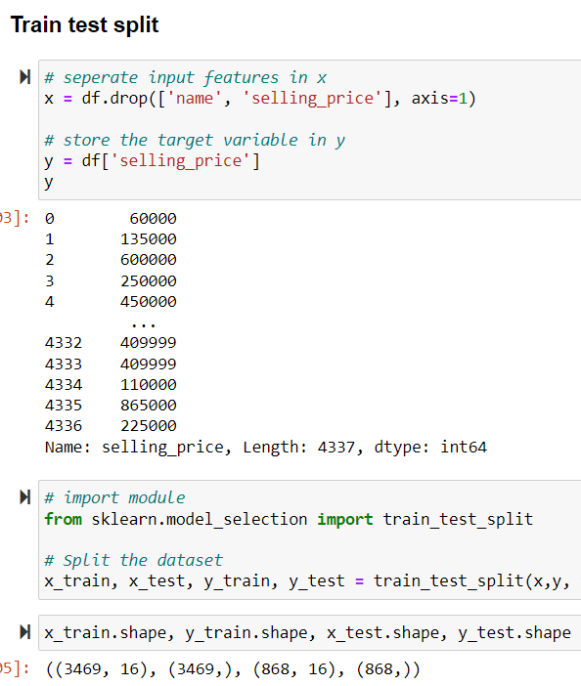 Train test split
# seperate input features in x
x = df.drop(['name', 'selling_price'], axis=1)
# store the target variable in y
y = df['selling_price']
y
03]: 0 60000
1 135000
2 600000
3 250000
4 450000
...
4332 409999
4333 409999
4334 110000
4335 865000
4336 225000
Name: selling_price, Length: 4337, dtype: int64
# import module
from sklearn.model_selection import train_test_split
# Split the dataset
x_train, x_test, y_train, y_test = train_test_split(x,y,
x_train.shape, y_train.shape, x_test.shape, y_test.shape
05]: ((3469, 16), (3469,), (868, 16), (868,))